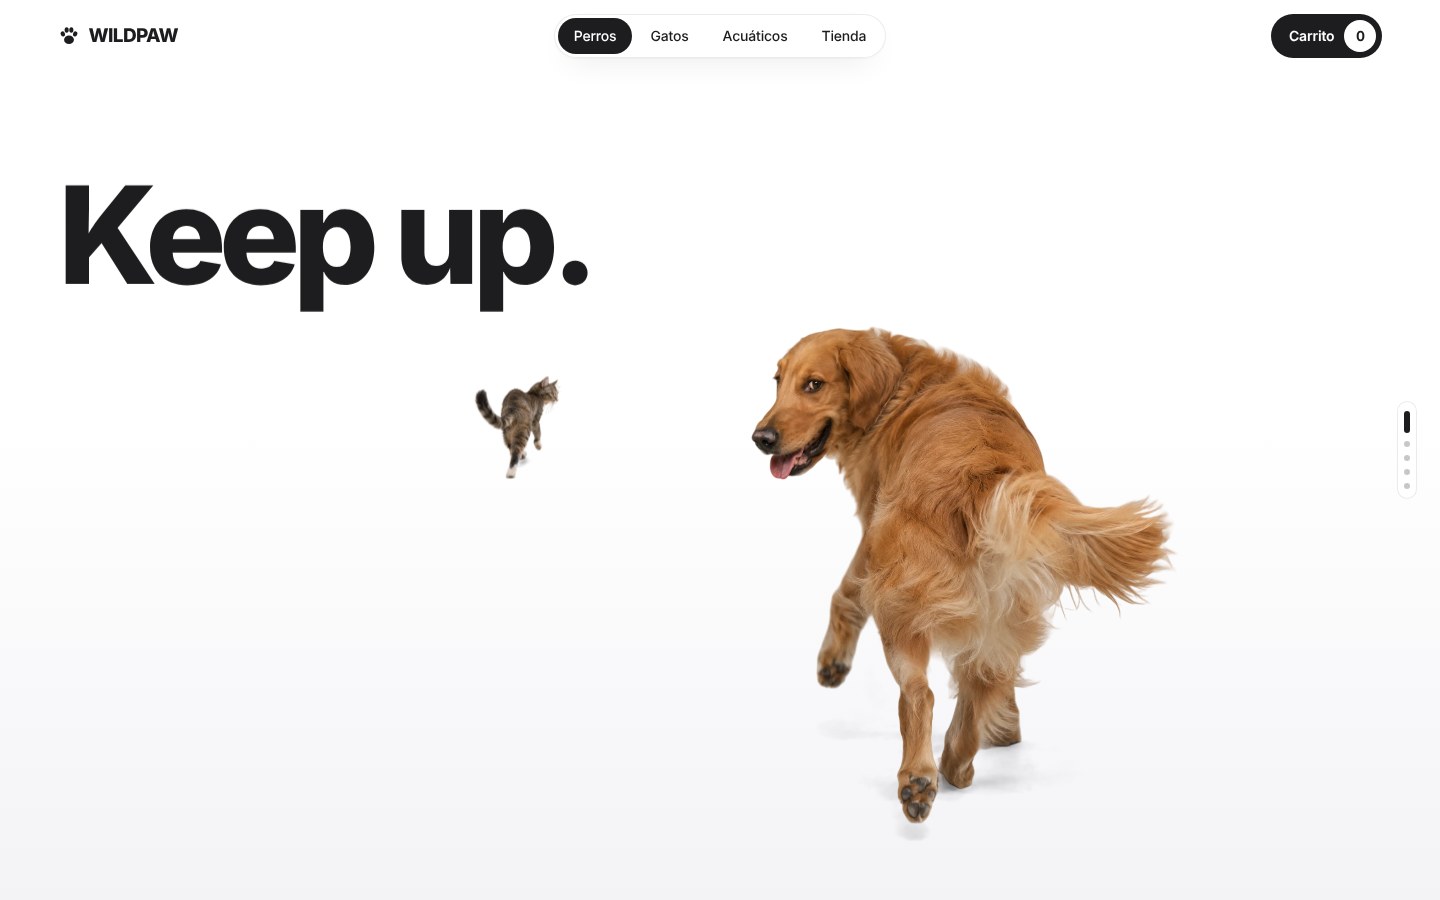 WILDPAW
Perros
Gatos
Acuáticos
Tienda
Carrito 0
Keep up.